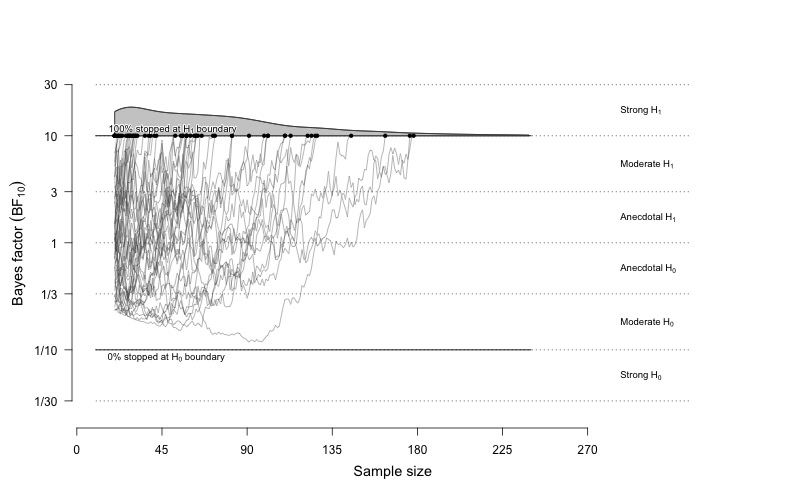 30
Strong H₁
100% stopped at H₁ boundary
10
Moderate H₁
3
Anecdotal H₁
1
Anecdotal H₀
1/3
Moderate H₀
1/10
0% stopped at H₀ boundary
Strong H₀
1/30
Bayes factor (BF₁₀)
0 45 90 135 180 225 270
Sample size